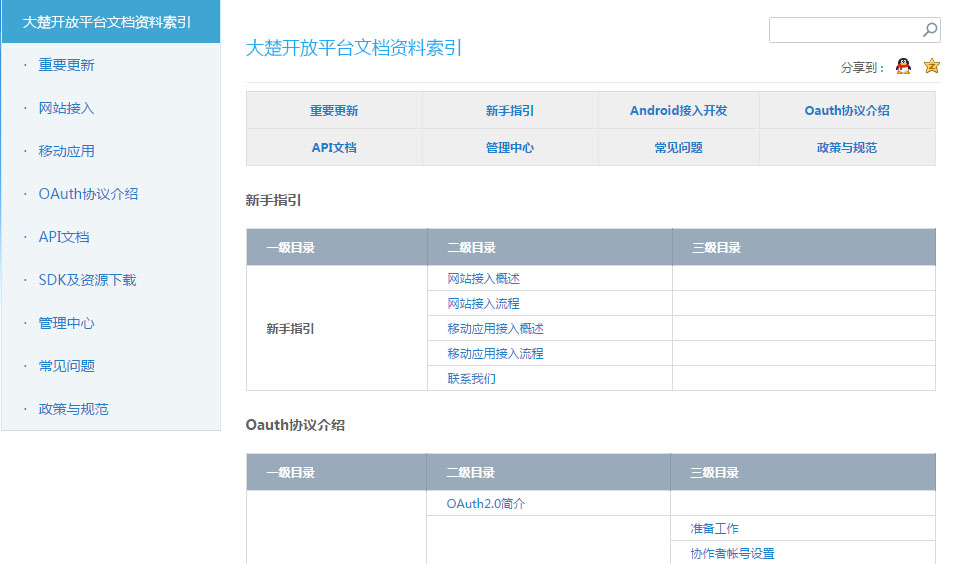 大楚开放平台文档资料索引
· 重要更新
· 网站接入
· 移动应用
· OAuth协议介绍
· API文档
· SDK及资源下载
· 管理中心
· 常见问题
· 政策与规范
大楚开放平台文档资料索引
分享到：
重要更新 新手指引 Android接入开发 Oauth协议介绍
API文档 管理中心 常见问题 政策与规范
新手指引
一级目录 二级目录 三级目录
网站接入概述
网站接入流程
新手指引 移动应用接入概述
移动应用接入流程
联系我们
Oauth协议介绍
一级目录 二级目录 三级目录
OAuth2.0简介
准备工作
协作者帐号设置